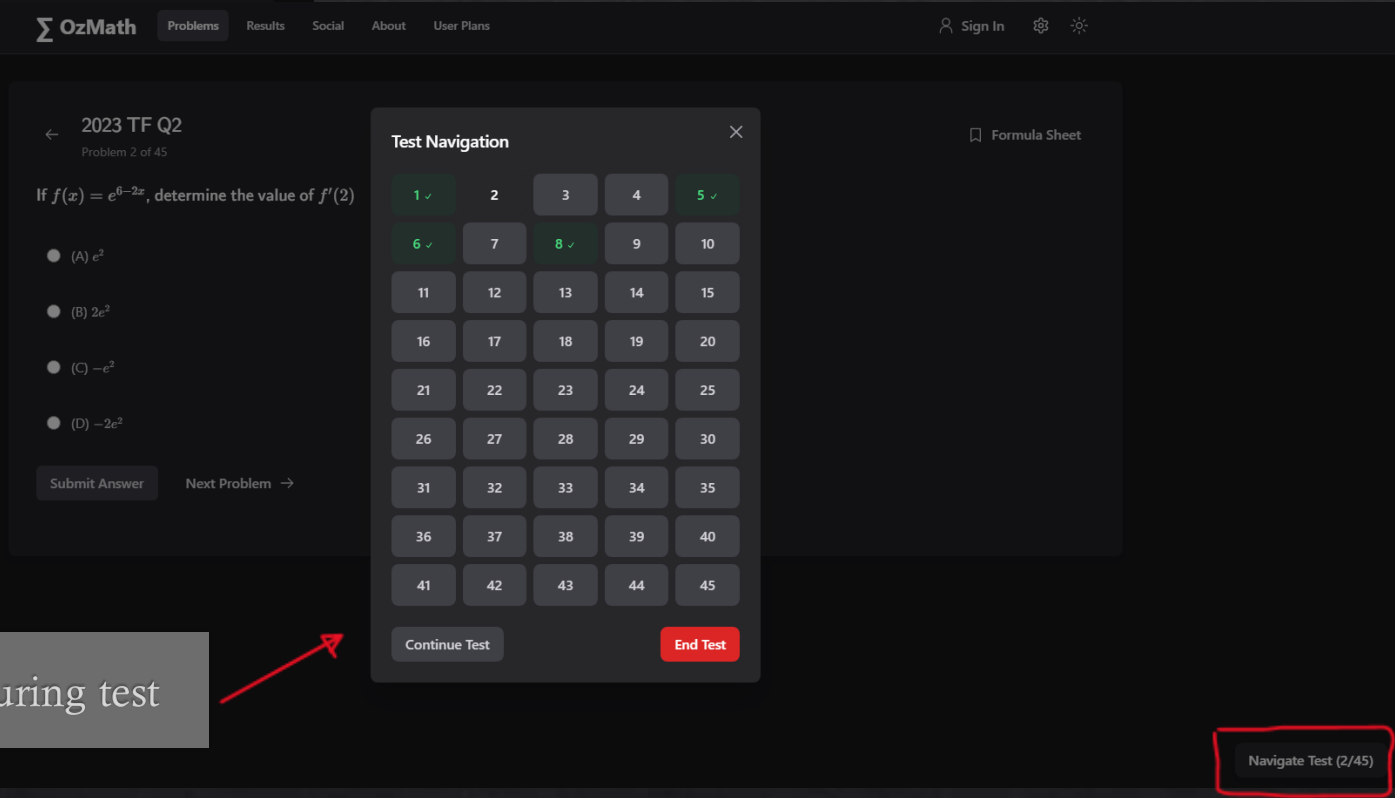 ∑ OzMath Problems Results Social About User Plans Sign In
2023 TF Q2
Problem 2 of 45
Formula Sheet
If f(x) = e^{6−2x}, determine the value of f′(2)
(A) e²
(B) 2e²
(C) −e²
(D) −2e²
Submit Answer Next Problem →
Test Navigation
1 ✓ 2 3 4 5 ✓
6 ✓ 7 8 ✓ 9 10
11 12 13 14 15
16 17 18 19 20
21 22 23 24 25
26 27 28 29 30
31 32 33 34 35
36 37 38 39 40
41 42 43 44 45
Continue Test End Test
uring test
Navigate Test (2/45)